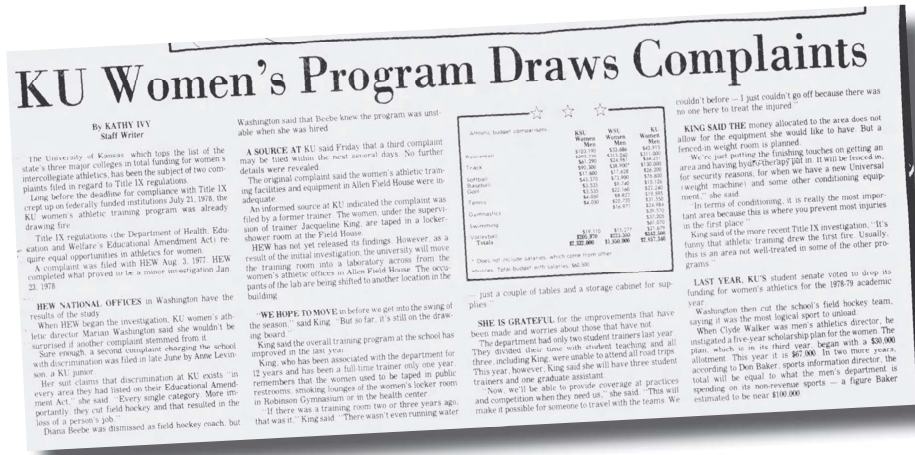 KU Women's Program Draws Complaints
By KATHY IVY
Staff Writer
The University of Kansas which tops the list of the
state's three major colleges in total funding for women's
intercollegiate athletics, has been the subject of two com-
plaints filed in regard to Title IX regulations.
Long before the deadline for compliance with Title IX
crept up on federally funded institutions July 21, 1978, the
KU women's athletic training program was already
drawing fire.
Title IX regulations (the Department of Health, Edu-
cation and Welfare's Educational Amendment Act) re-
quire equal opportunities in athletics for women.
A complaint was filed with HEW Aug. 3, 1977. HEW
completed what proved to be a minor investigation Jan
23, 1978.
HEW NATIONAL OFFICES in Washington have the
results of the study.
When HEW began the investigation, KU women's ath-
letic director Marian Washington said she wouldn't be
surprised if another complaint stemmed from it.
Sure enough, a second complaint charging the school
with discrimination was filed in late June by Anne Levin-
son, a KU junior.
Her suit claims that discrimination at KU exists "in
every area they had listed on their Educational Amend-
ment Act," she said. "Every single category. More im-
portantly, they cut field hockey and that resulted in the
loss of a person's job."
Diana Beebe was dismissed as field hockey coach, but
Washington said that Beebe knew the program was unst-
able when she was hired.
A SOURCE AT KU said Friday that a third complaint
may be filed within the next several days. No further
details were revealed.
The original complaint said the women's athletic train-
ing facilities and equipment in Allen Field House were in-
adequate.
An informed source at KU indicated the complaint was
filed by a former trainer. The women, under the supervi-
sion of trainer Jacqueline King, are taped in a locker-
shower room at the Field House.
HEW has not yet released its findings. However, as a
result of the initial investigation, the university will move
the training room into a laboratory across from the
women's athletic offices in Allen Field House. The occu-
pants of the lab are being shifted to another location in the
building.
"WE HOPE TO MOVE in before we get into the swing of
the season," said King. "But so far, it's still on the draw-
ing board."
King said the overall training program at the school has
improved in the last year.
King, who has been associated with the department for
12 years and has been a full-time trainer only one year,
remembers that the women used to be taped in public
restrooms, smoking lounges of the women's locker room
in Robinson Gymnasium or in the health center.
"If there was a training room two or three years ago,
that was it," King said. "There wasn't even running water
Athletic budget comparisons
KSU WSU KU
Women Women Women
Men Men Men
Track
Softball
Baseball
Golf
Tennis
Gymnastics
Swimming
Volleyball
Totals
* Does not include salaries, which come from other
Total budget with salaries,
— just a couple of tables and a storage cabinet for sup-
plies."
SHE IS GRATEFUL for the improvements that have
been made and worries about those that have not.
The department had only two student trainers last year.
They divided their time with student teaching and all
three including King, were unable to attend all road trips.
This year, however, King said she will have three student
trainers and one graduate assistant.
"Now, we'll be able to provide coverage at practices
and competition when they need us," she said. "This will
make it possible for someone to travel with the teams. We
couldn't before — I just couldn't go off because there was
no one here to treat the injured."
KING SAID THE money allocated to the area does not
allow for the equipment she would like to have. But a
fenced-in weight room is planned.
"We're just putting the finishing touches on getting an
area and having it. It will be fenced in,
for security reasons, for when we have a new Universal
(weight machine) and some other conditioning equip-
ment," she said.
"In terms of conditioning, it is really the most impor-
tant area because this is where you prevent most injuries
in the first place."
King said of the more recent Title IX investigation, "It's
funny that athletic training drew the first fire. Usually,
this is an area not well-treated in some of the other pro-
grams."
LAST YEAR, KU'S student senate voted to drop its
funding for women's athletics for the 1978-79 academic
year.
Washington then cut the school's field hockey team,
saying it was the most logical sport to unload.
When Clyde Walker was men's athletics director, he
instigated a five-year scholarship plan for the women. The
plan, which is in its third year, began with a $30,000
allotment. This year it is $67,000. In two more years,
according to Don Baker, sports information director, the
total will be equal to what the men's department is
spending on its non-revenue sports — a figure Baker
estimated to be near $100,000.